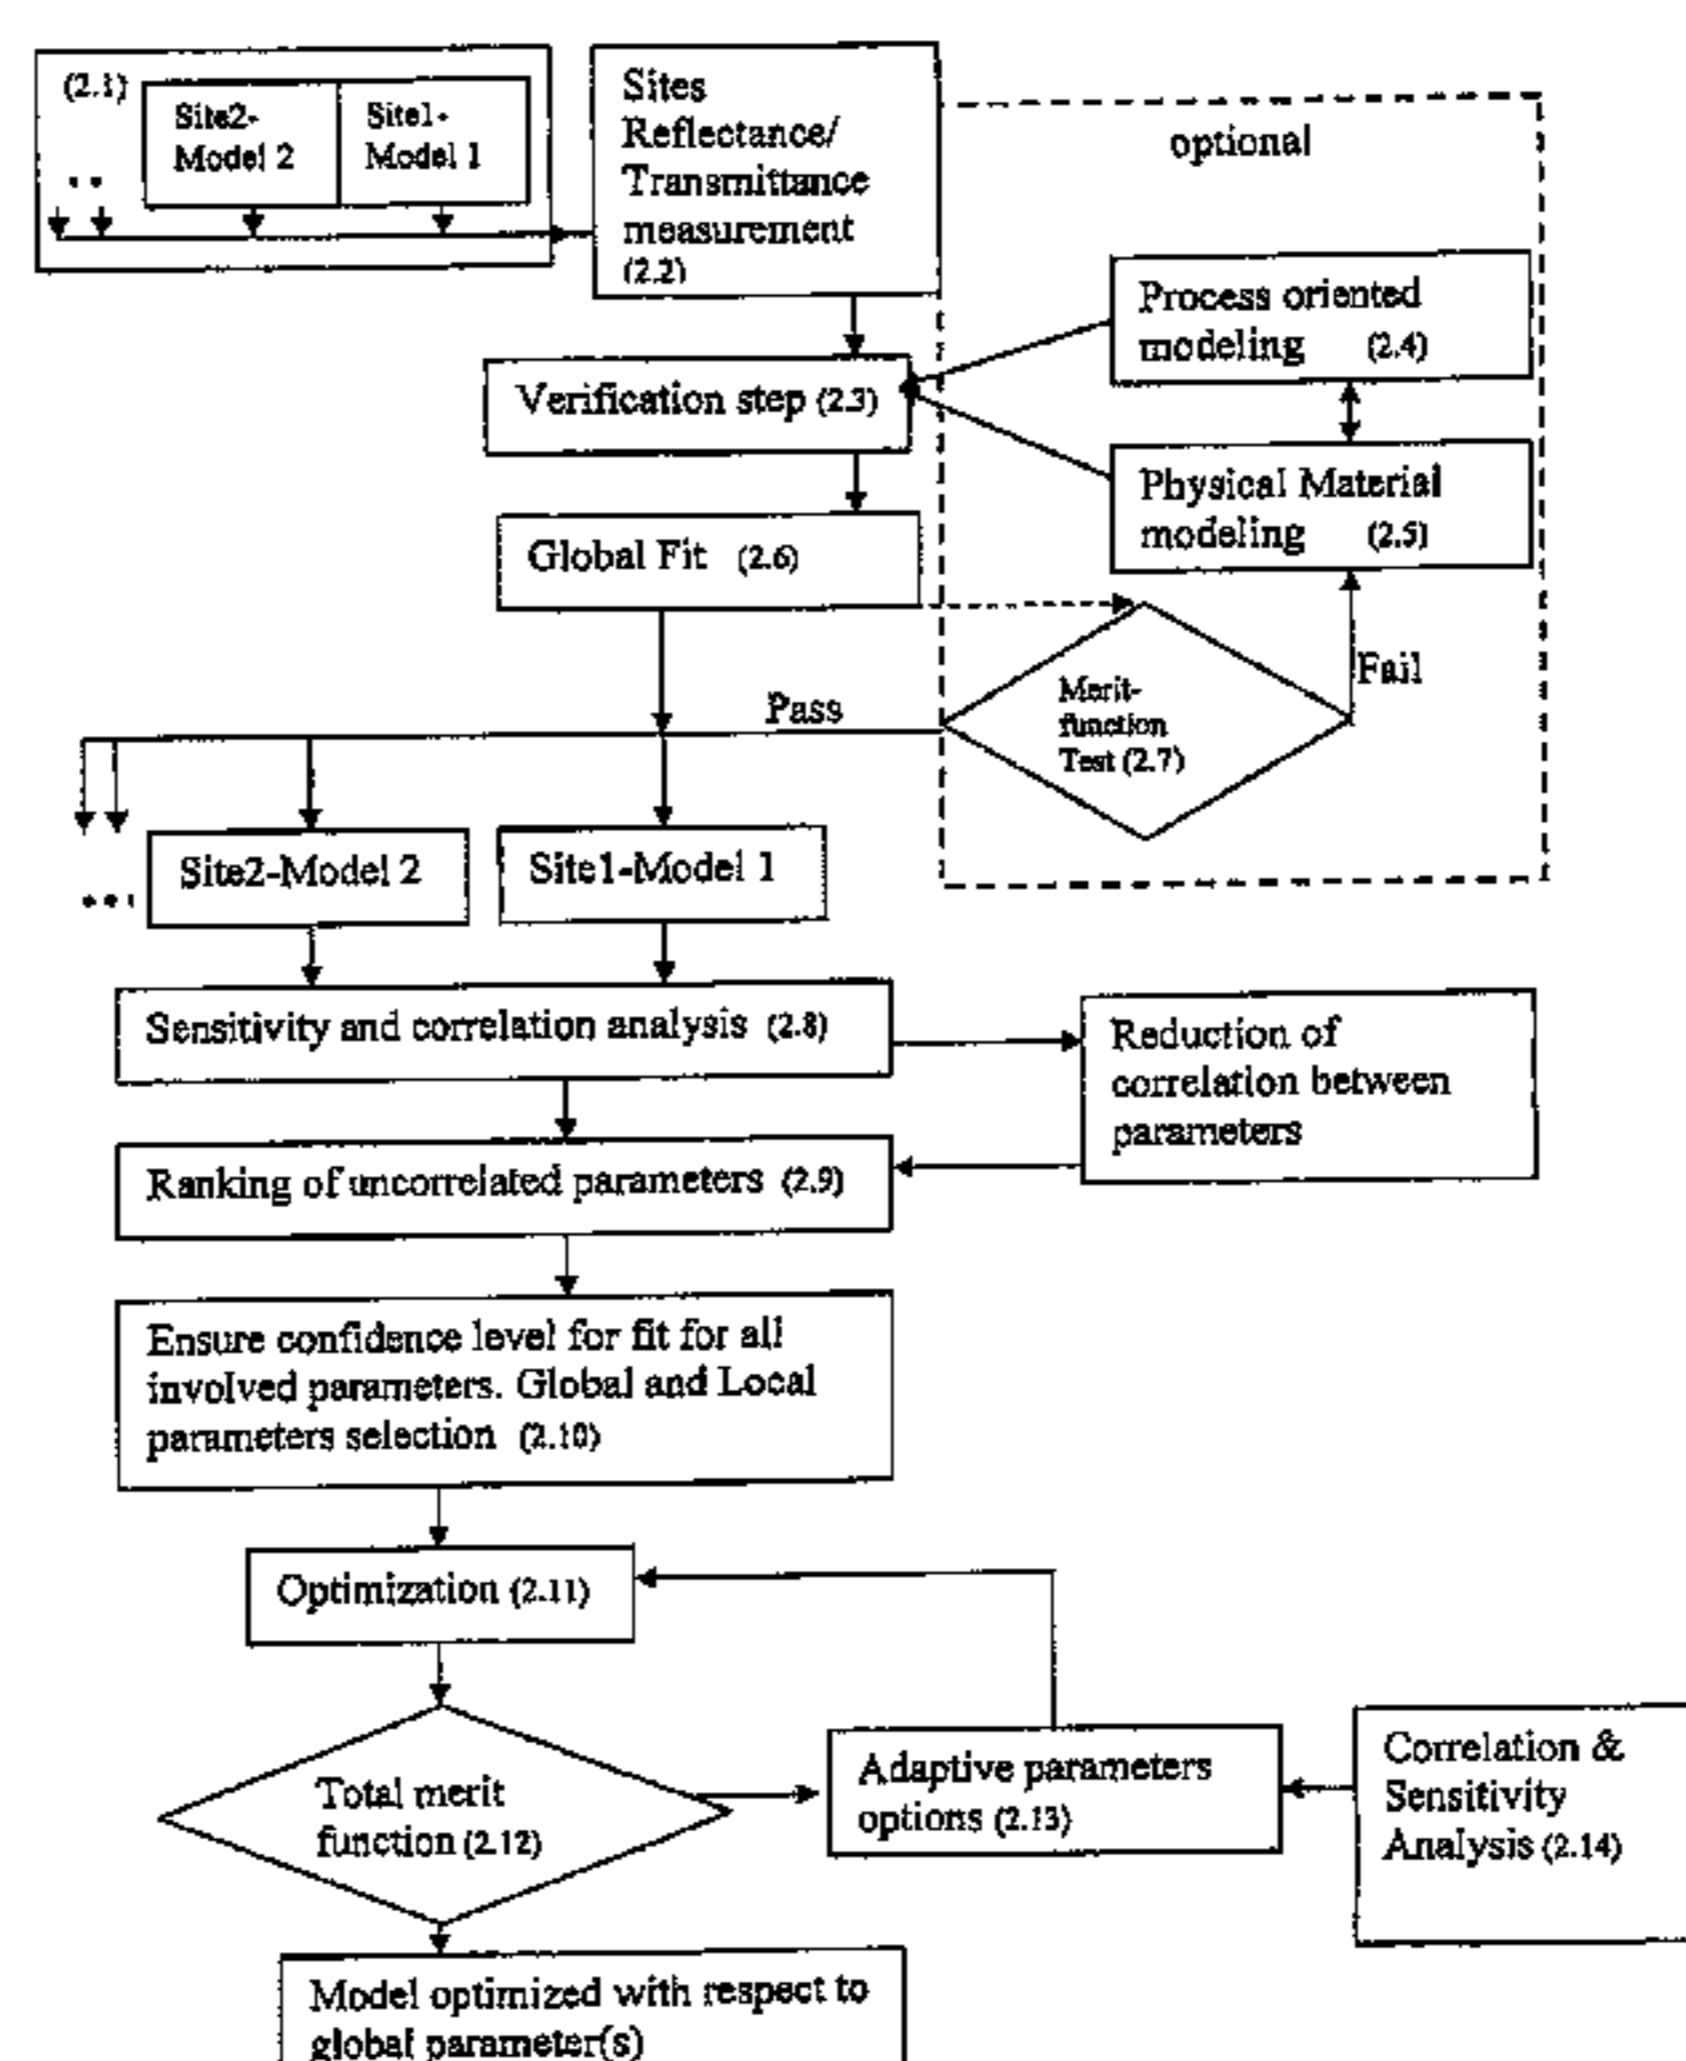 (2.1)
Site2-
Model 2
Site1-
Model 1
Sites
Reflectance/
Transmittance
measurement
(2.2)
optional
Process oriented
modeling (2.4)
Verification step (2.3)
Physical Material
modeling (2.5)
Global Fit (2.6)
Fail
Merit-
function
Test (2.7)
Pass
Site2-Model 2
Site1-Model 1
Sensitivity and correlation analysis (2.8)
Reduction of
correlation between
parameters
Ranking of uncorrelated parameters (2.9)
Ensure confidence level for fit for all
involved parameters. Global and Local
parameters selection (2.10)
Optimization (2.11)
Total merit
function (2.12)
Adaptive parameters
options (2.13)
Correlation &
Sensitivity
Analysis (2.14)
Model optimized with respect to
global parameter(s)